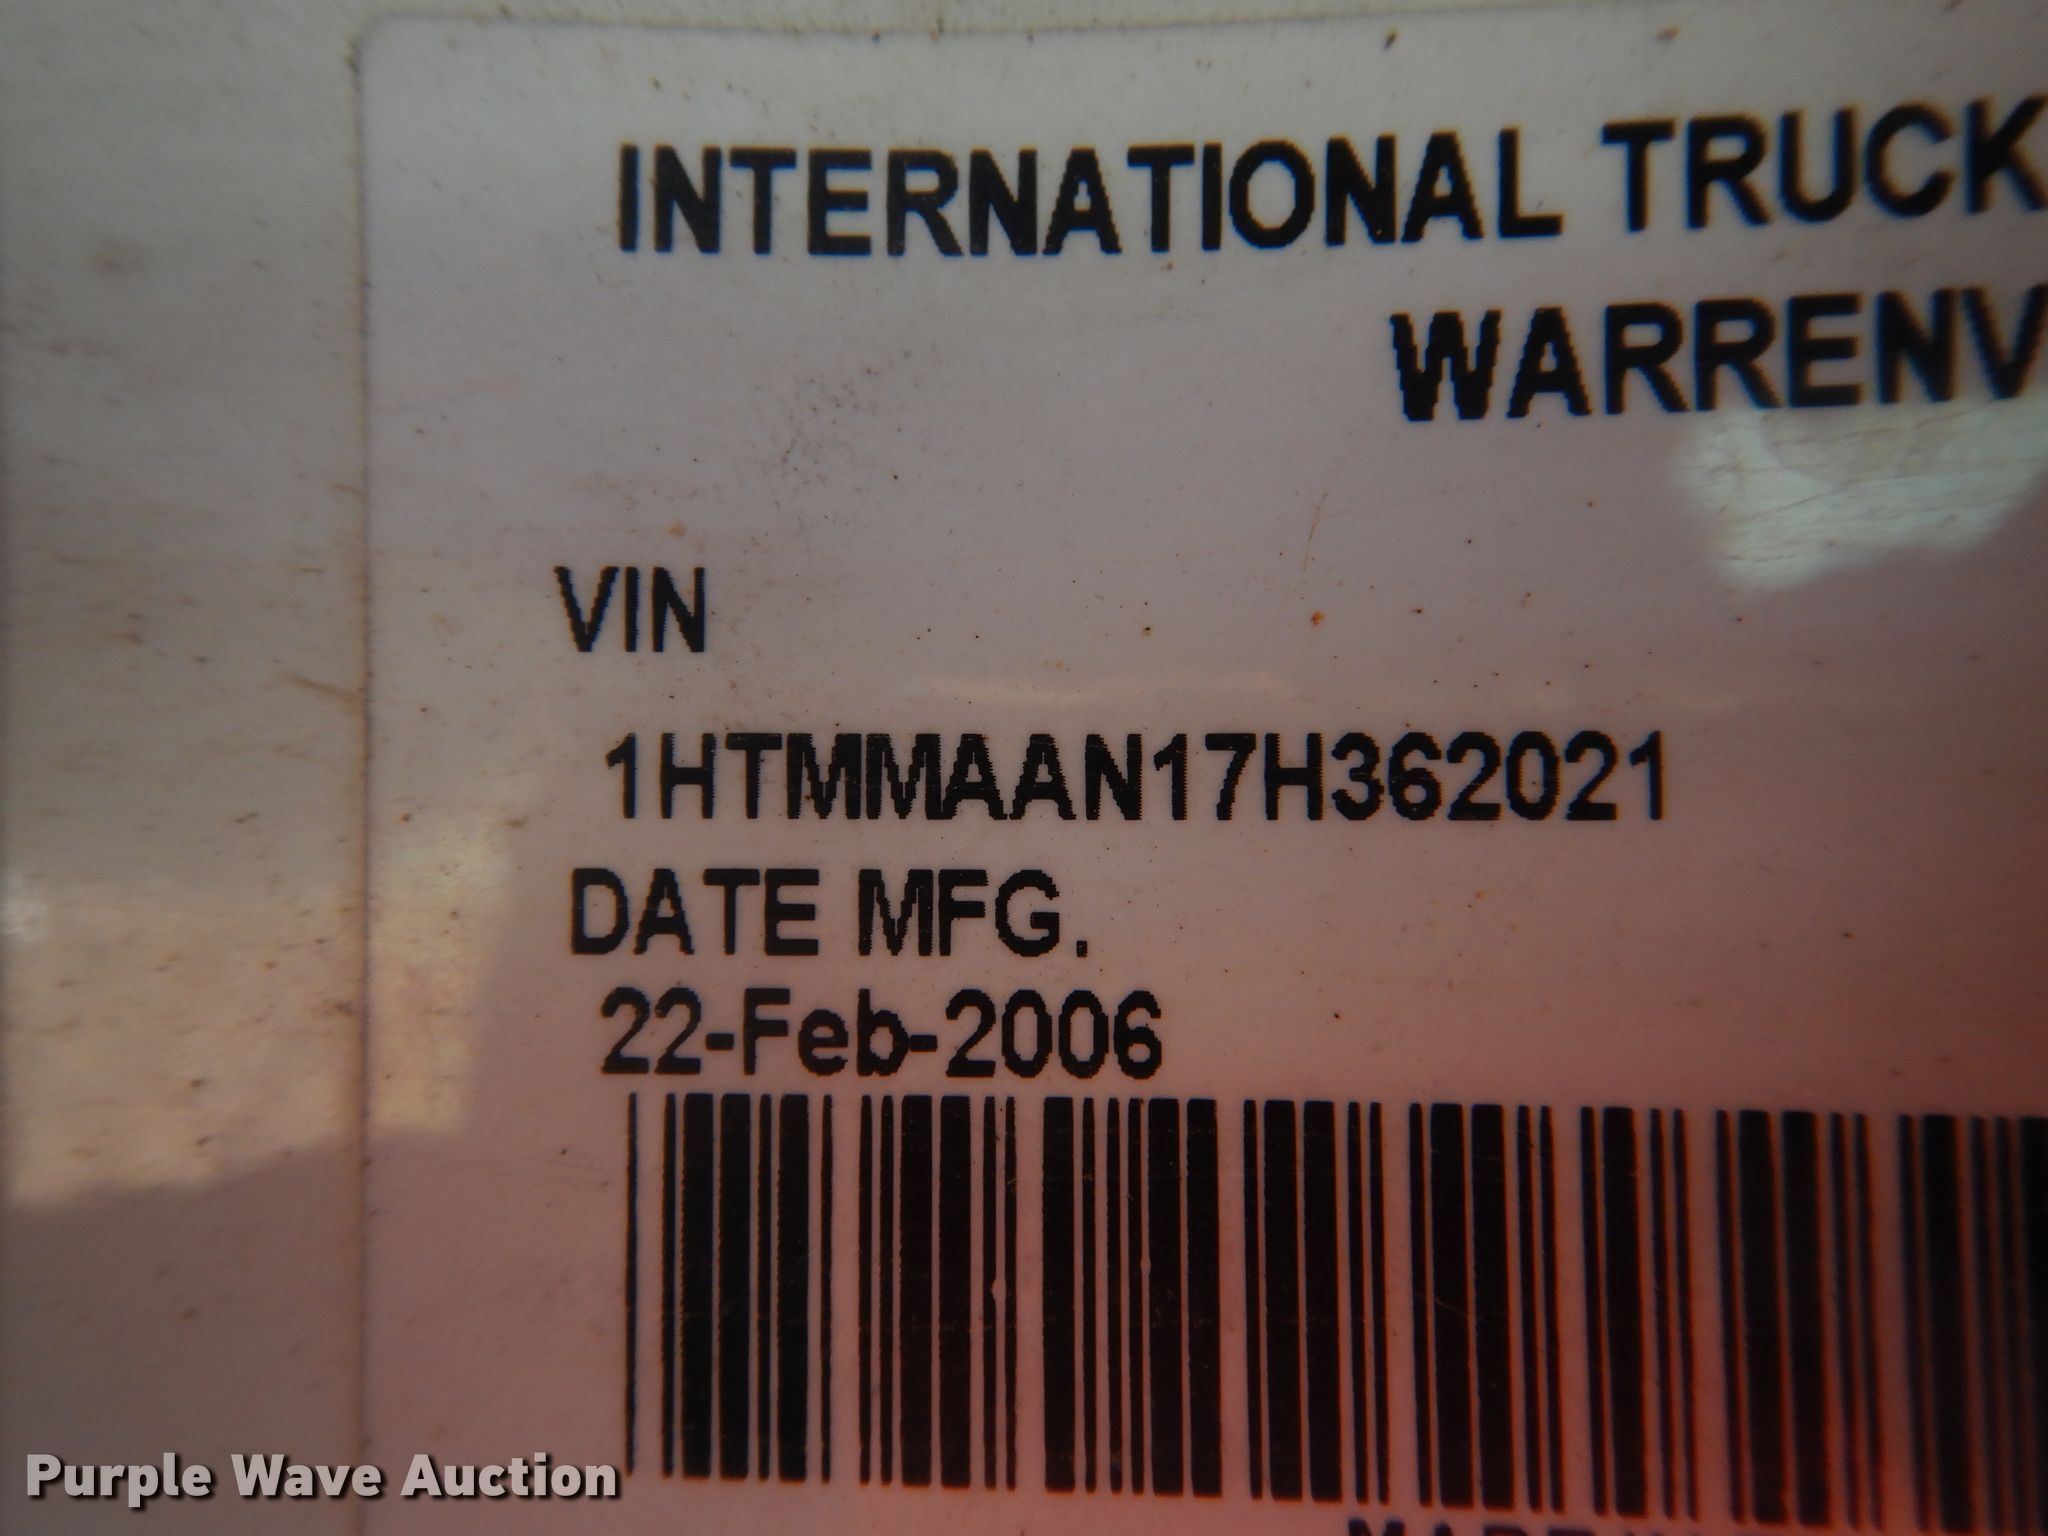 INTERNATIONAL TRUCK
WARRENV
VIN
1HTMMAAN17H362021
DATE MFG.
22-Feb-2006
Purple Wave Auction